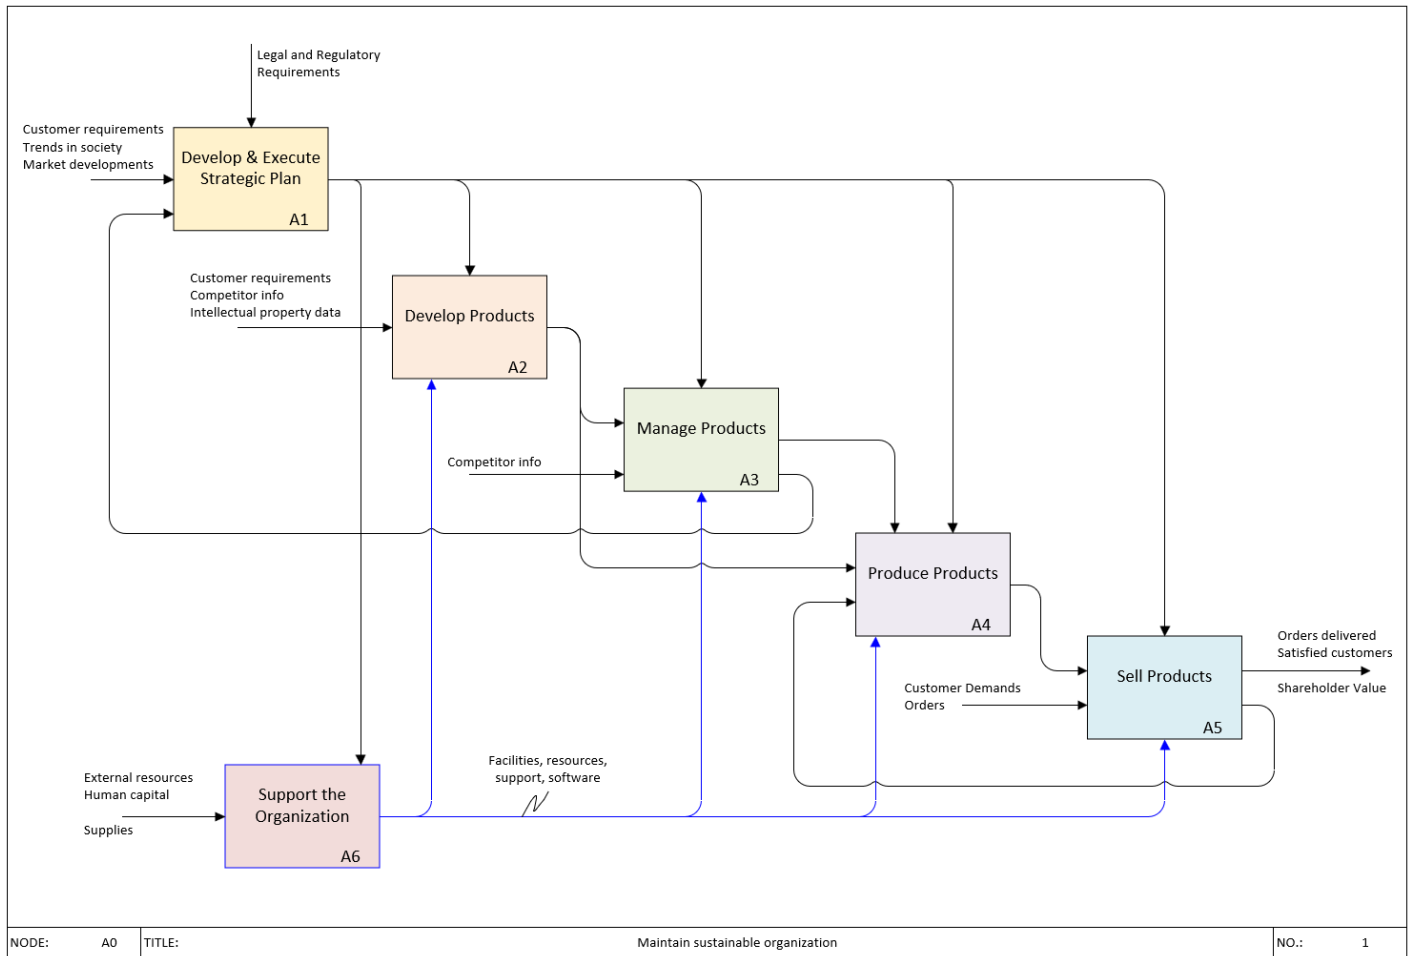 Legal and Regulatory
Requirements
Customer requirements
Trends in society
Market developments
Develop & Execute
Strategic Plan
A1
Customer requirements
Competitor info
Intellectual property data
Develop Products
A2
Manage Products
A3
Competitor info
Produce Products
A4
Orders delivered
Satisfied customers
Shareholder Value
Sell Products
A5
Customer Demands
Orders
Facilities, resources,
support, software
External resources
Human capital
Supplies
Support the
Organization
A6
NODE: A0 TITLE: Maintain sustainable organization NO.: 1